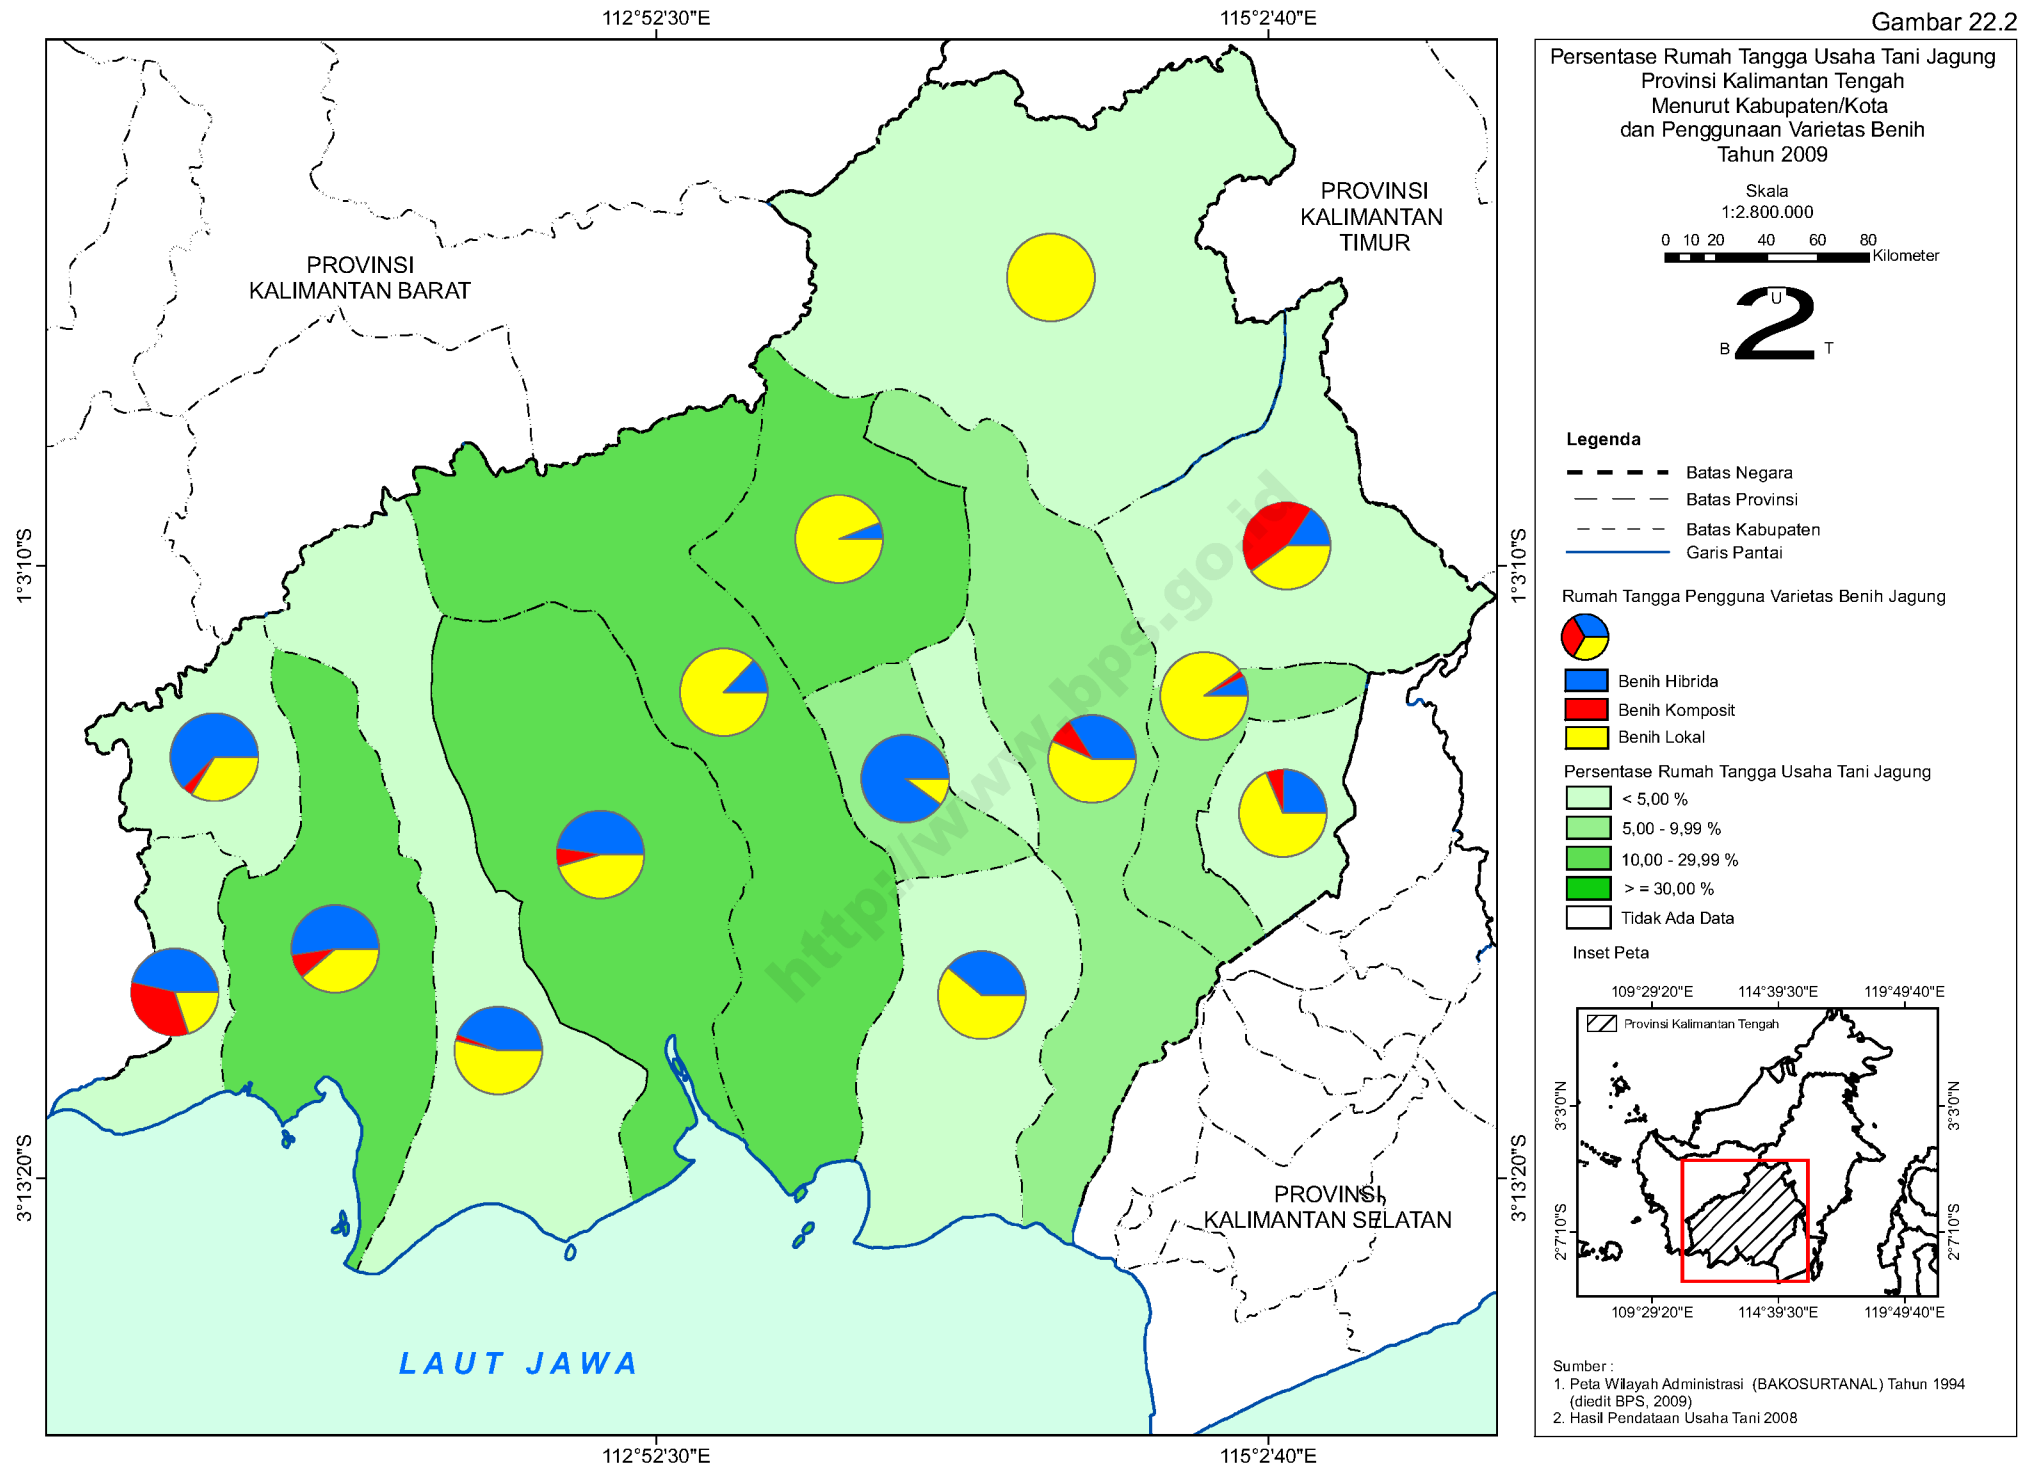 Gambar 22.2
112°52'30"E
115°2'40"E
Persentase Rumah Tangga Usaha Tani Jagung
Provinsi Kalimantan Tengah
Menurut Kabupaten/Kota
dan Penggunaan Varietas Benih
Tahun 2009
Skala
1:2.800.000
0 10 20 40 60 80
Kilometer
U
B
T
PROVINSI
KALIMANTAN
TIMUR
PROVINSI
KALIMANTAN BARAT
1°3'10"S
1°3'10"S
http://www.bps.go.id
Legenda
Batas Negara
Batas Provinsi
Batas Kabupaten
Garis Pantai
Rumah Tangga Pengguna Varietas Benih Jagung
Benih Hibrida
Benih Komposit
Benih Lokal
Persentase Rumah Tangga Usaha Tani Jagung
< 5,00 %
5,00 - 9,99 %
10,00 - 29,99 %
> = 30,00 %
Tidak Ada Data
Inset Peta
109°29'20"E
114°39'30"E
119°49'40"E
Provinsi Kalimantan Tengah
3°3'0"N
3°3'0"N
2°7'10"S
2°7'10"S
109°29'20"E
114°39'30"E
119°49'40"E
3°13'20"S
3°13'20"S
PROVINSI
KALIMANTAN SELATAN
LAUT JAWA
Sumber :
1. Peta Wilayah Administrasi (BAKOSURTANAL) Tahun 1994
(diedit BPS, 2009)
2. Hasil Pendataan Usaha Tani 2008
112°52'30"E
115°2'40"E